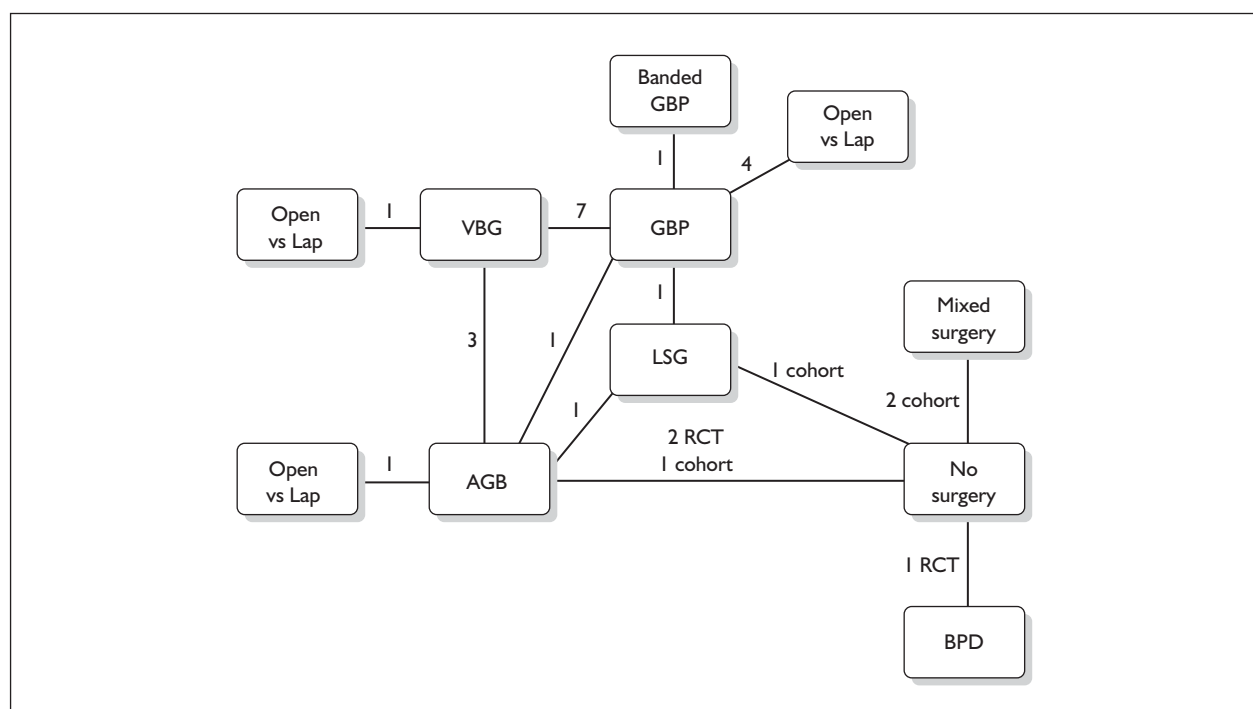 Banded
GBP
Open
vs Lap
1
4
Open
vs Lap
1
VBG
7
GBP
1
Mixed
surgery
3
1
LSG
1 cohort
2 cohort
1
2 RCT
1 cohort
Open
vs Lap
1
AGB
No
surgery
1 RCT
BPD